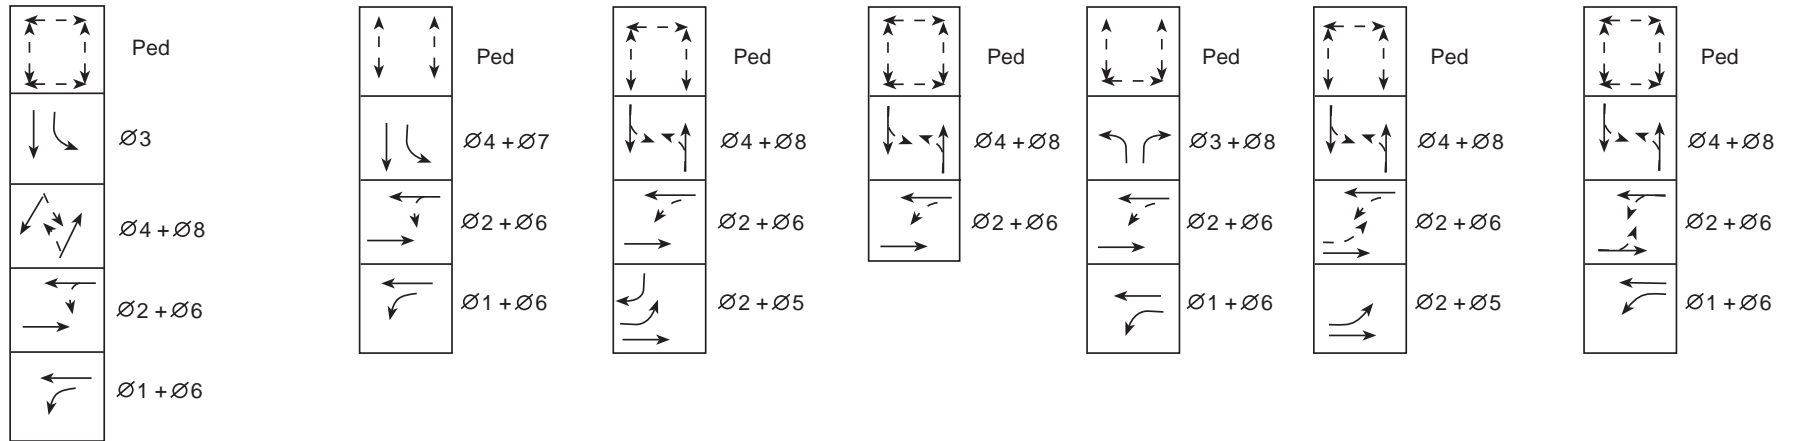 Ped
Ø3
Ø4 + Ø8
Ø2 + Ø6
Ø1 + Ø6
Ped
Ø4 + Ø7
Ø2 + Ø6
Ø1 + Ø6
Ped
Ø4 + Ø8
Ø2 + Ø6
Ø2 + Ø5
Ped
Ø4 + Ø8
Ø2 + Ø6
Ped
Ø3 + Ø8
Ø2 + Ø6
Ø1 + Ø6
Ped
Ø4 + Ø8
Ø2 + Ø6
Ø2 + Ø5
Ped
Ø4 + Ø8
Ø2 + Ø6
Ø1 + Ø6